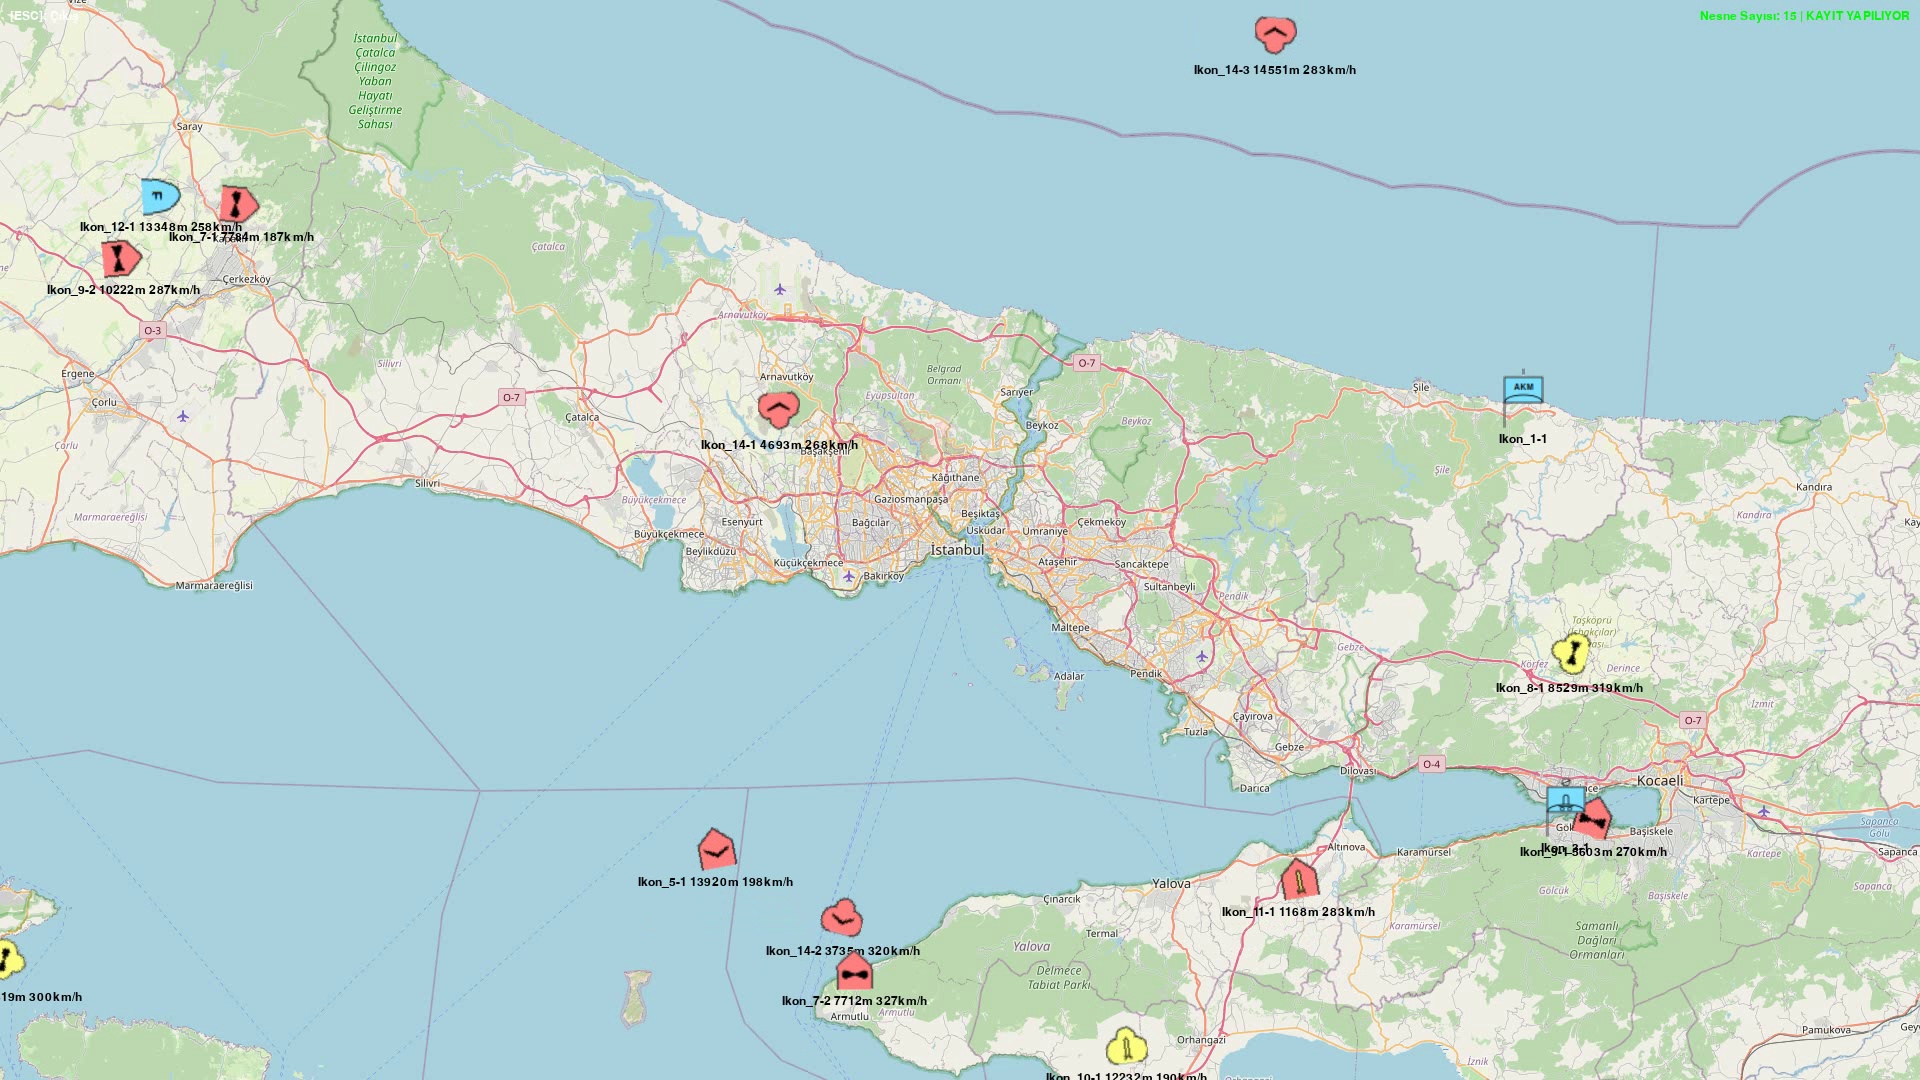 [ESC]: Çıkış
Nesne Sayısı: 15 | KAYIT YAPILIYOR
Vize
İstanbul
Çatalca
Çilingoz
Yaban
Hayatı
Geliştirme
Sahası
Ikon_14-3 14551m 283km/h
Saray
Ikon_12-1 13348m 258km/h
Ikon_7-1 7784m 187km/h
Çatalca
Çerkezköy
Ikon_9-2 10222m 287km/h
Arnavutköy
O-3
O-7
Silivri
Ergene
Arnavutköy
Belgrad
Ormanı
Şile
AKM
Sarıyer
Eyüpsultan
O-7
Çorlu
Çatalca
Beykoz
Beykoz
Ikon_1-1
Çorlu
Ikon_14-1 4693m 268km/h
Başakşehir
Şile
Kâğıthane
Silivri
Kandıra
Büyükçekmece
Gaziosmanpaşa
Kandıra
Marmaraereğlisi
Beşiktaş
Esenyurt
Bağcılar
Çekmeköy
Üsküdar
Ümraniye
Büyükçekmece
Beylikdüzü
İstanbul
Küçükçekmece
Ataşehir
Sancaktepe
Bakırköy
Marmaraereğlisi
Sultanbeyli
Pendik
Taşköprü
Maltepe
Gebze
Körfez
Derince
Pendik
Adalar
Ikon_8-1 8529m 319km/h
İzmit
Çayırova
O-7
Tuzla
Gebze
O-4
Dilovası
Kocaeli
Darıca
Kartepe
Sapanca
Gölü
Başiskele
Altınova
Karamürsel
Ikon_3-1
Ikon_9-1 5603m 270km/h
Kartepe
Sapanca
Ikon_5-1 13920m 198km/h
Yalova
Gölcük
Başiskele
Sapanca
Çınarcık
Ikon_11-1 1168m 283km/h
Karamürsel
Termal
Samanlı
Dağları
Ormanları
Yalova
Ikon_14-2 3735m 320km/h
Delmece
Tabiat Parkı
19m 300km/h
Ikon_7-2 7712m 327km/h
Armutlu
Armutlu
Pamukova
Orhangazi
İznik
Ikon_10-1 12232m 190km/h
Orhangazi